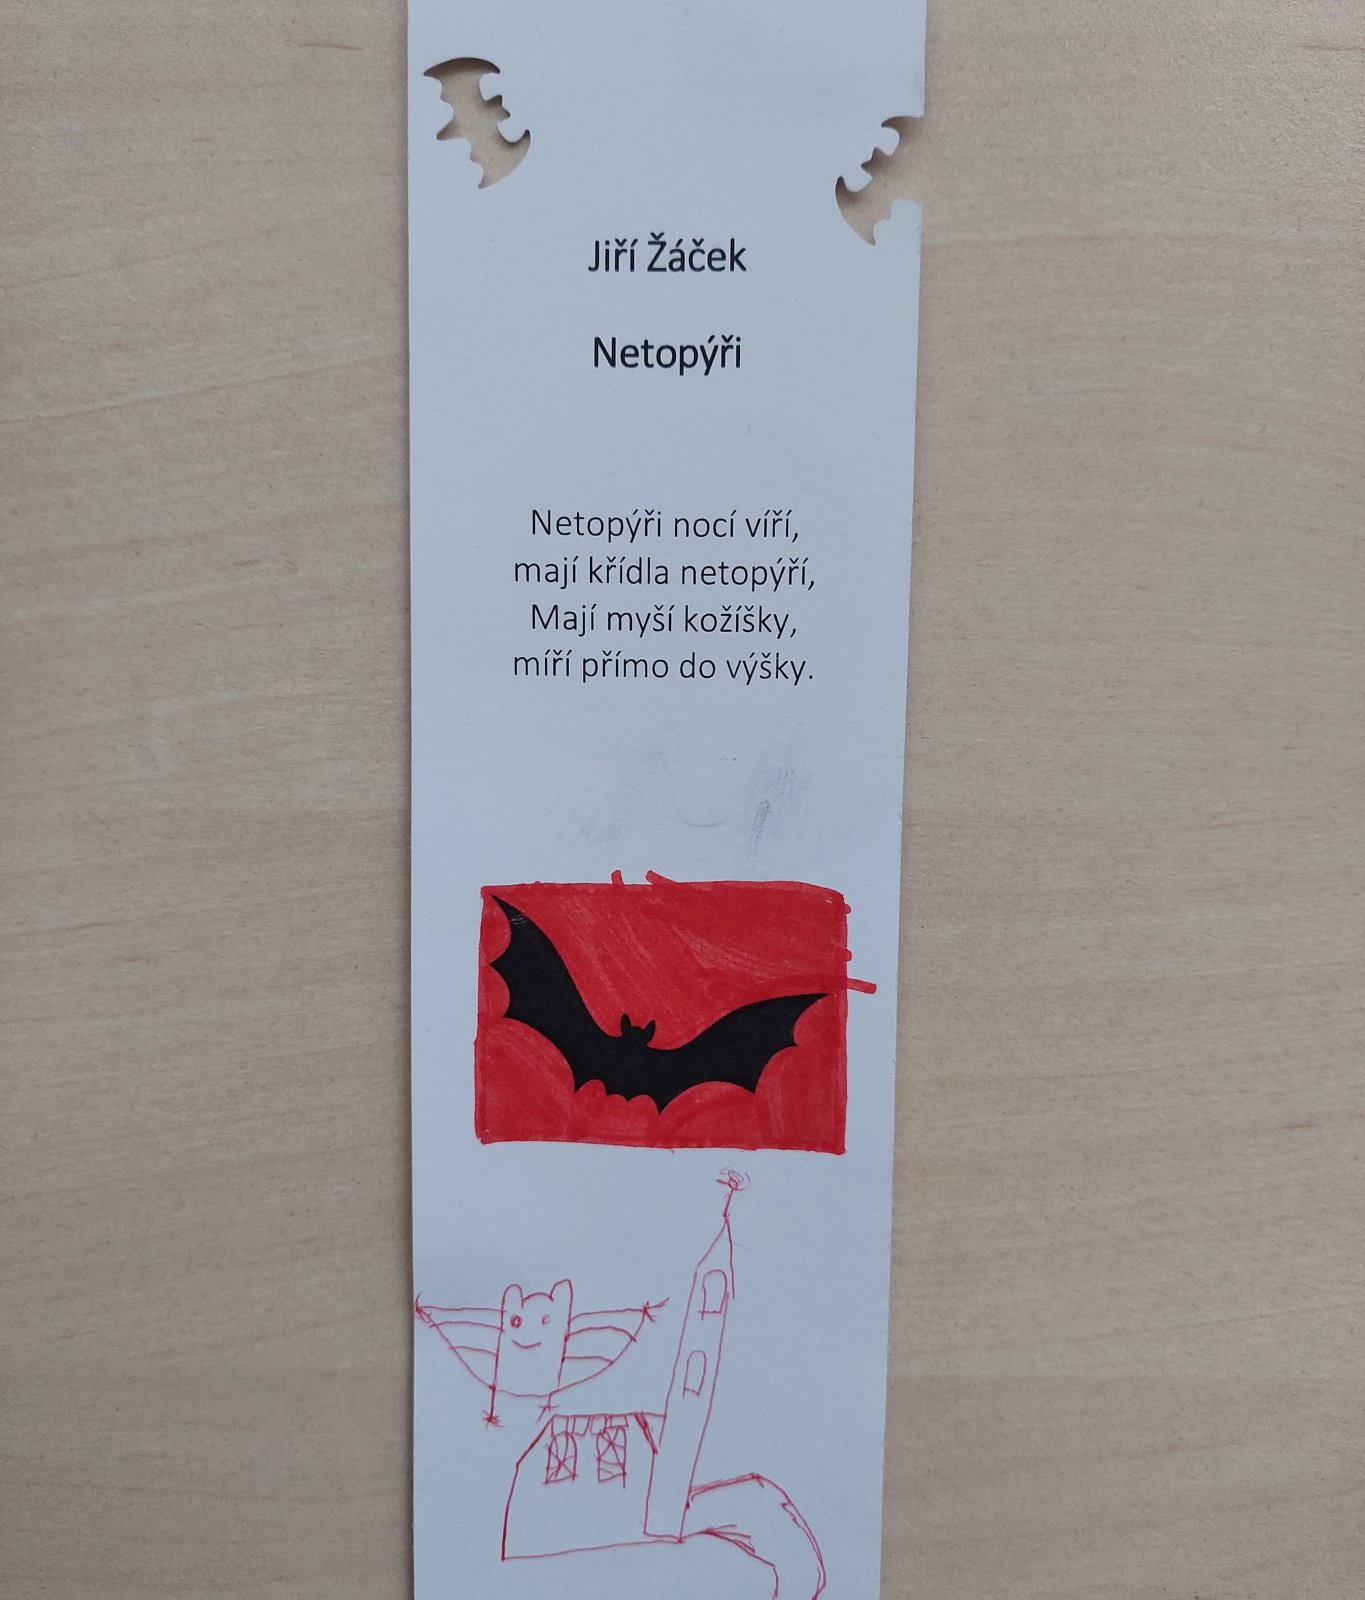 Jiří Žáček
Netopýři
Netopýři nocí víří,
mají křídla netopýří,
Mají myší kožíšky,
míří přímo do výšky.